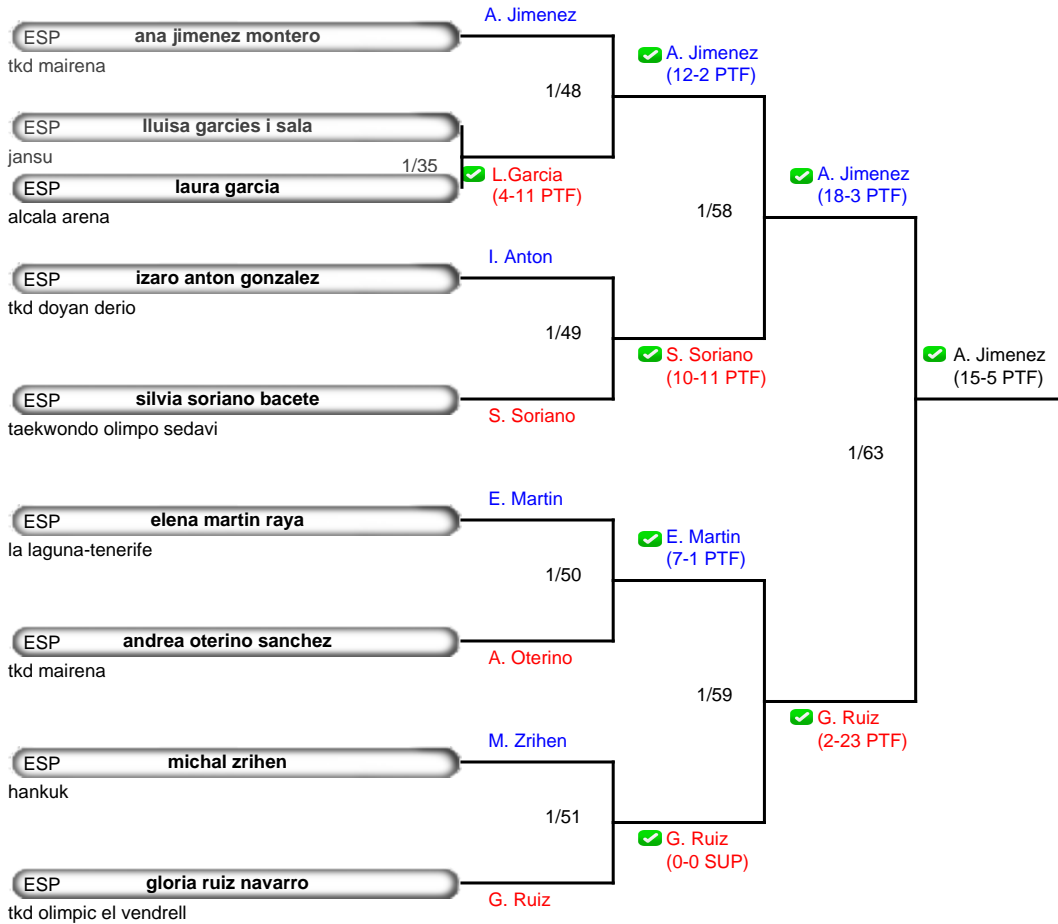 A. Jimenez
ESP ana jimenez montero
tkd mairena
A. Jimenez
(12-2 PTF)
1/48
ESP lluisa garcies i sala
jansu
1/35
L.Garcia
(4-11 PTF)
ESP laura garcia
alcala arena
A. Jimenez
(18-3 PTF)
1/58
I. Anton
ESP izaro anton gonzalez
tkd doyan derio
1/49
S. Soriano
(10-11 PTF)
ESP silvia soriano bacete
taekwondo olimpo sedavi
S. Soriano
A. Jimenez
(15-5 PTF)
1/63
E. Martin
ESP elena martin raya
la laguna-tenerife
E. Martin
(7-1 PTF)
1/50
ESP andrea oterino sanchez
tkd mairena
A. Oterino
1/59
G. Ruiz
(2-23 PTF)
M. Zrihen
ESP michal zrihen
hankuk
1/51
G. Ruiz
(0-0 SUP)
ESP gloria ruiz navarro
tkd olimpic el vendrell
G. Ruiz